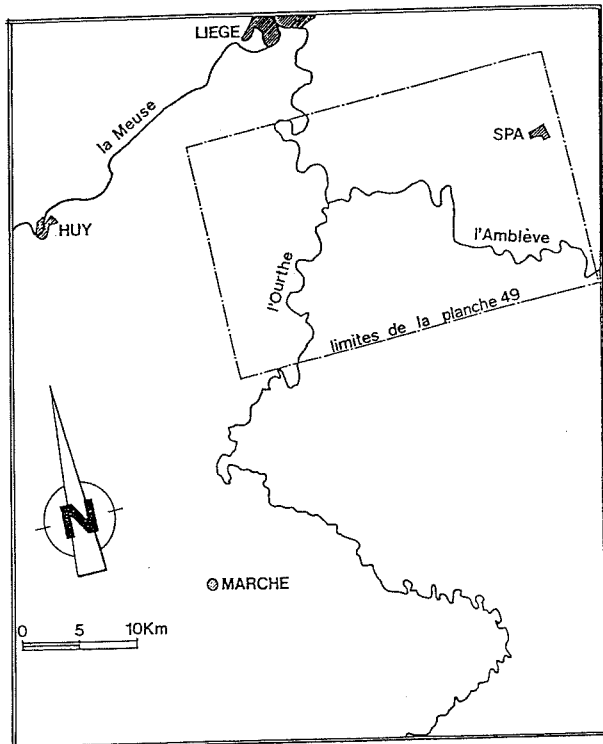 LIEGE
la Meuse
SPA
HUY
l'Amblève
l'Ourthe
limites de la planche 49
N
MARCHE
0 5 10Km